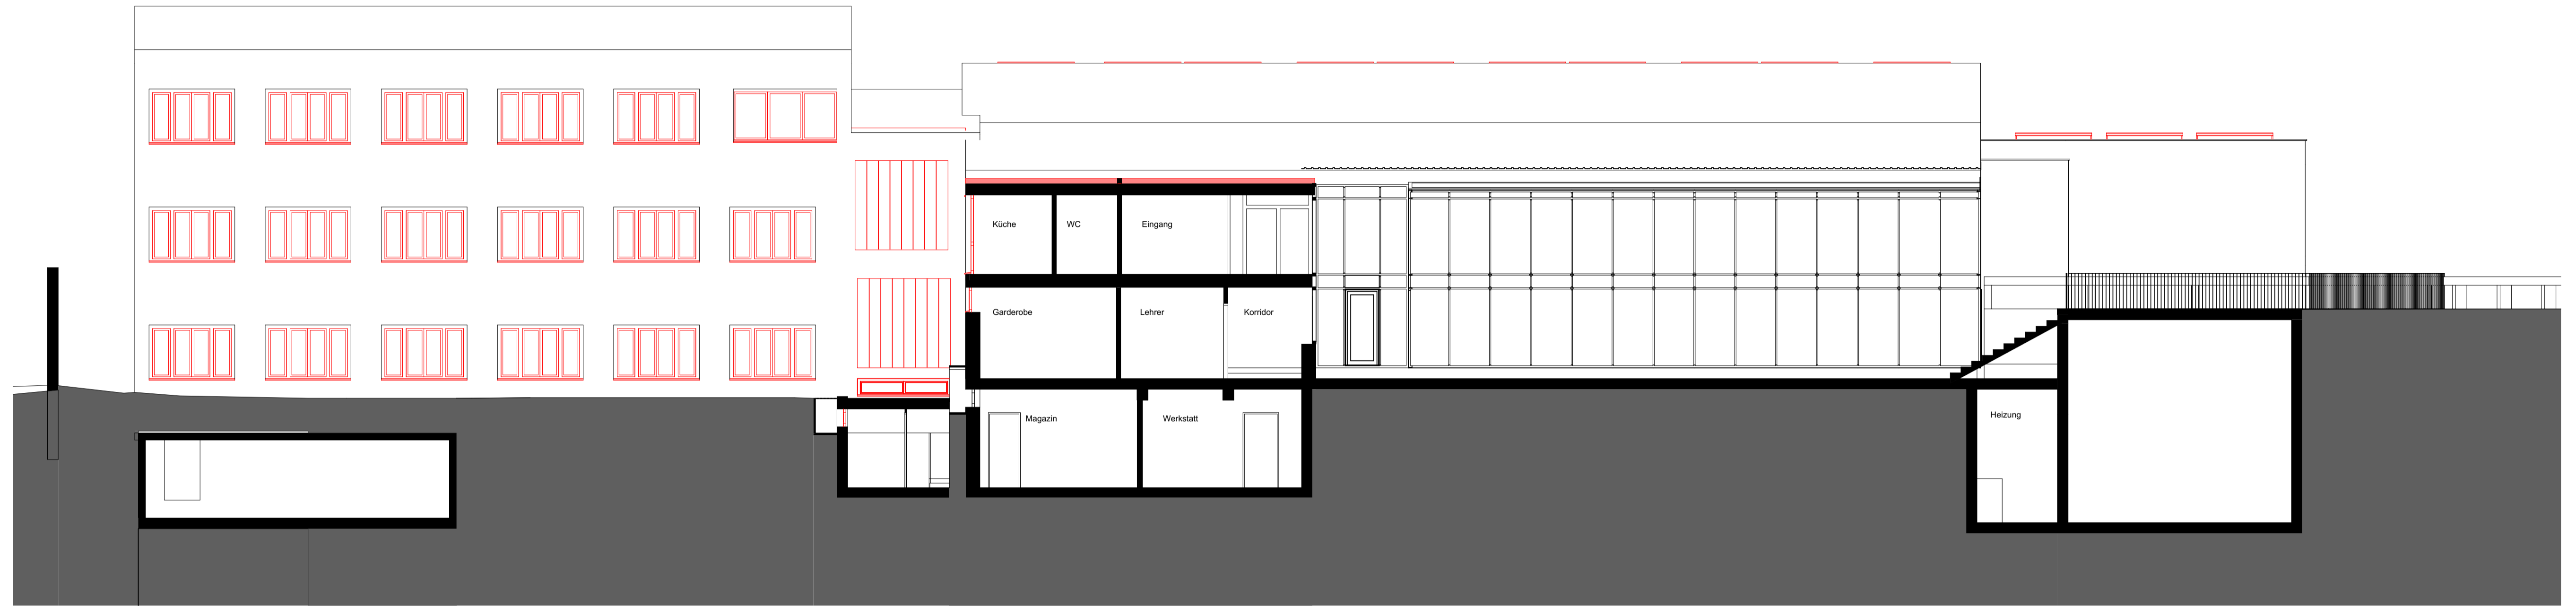 Küche
WC
Eingang
Garderobe
Lehrer
Korridor
Magazin
Werkstatt
Heizung